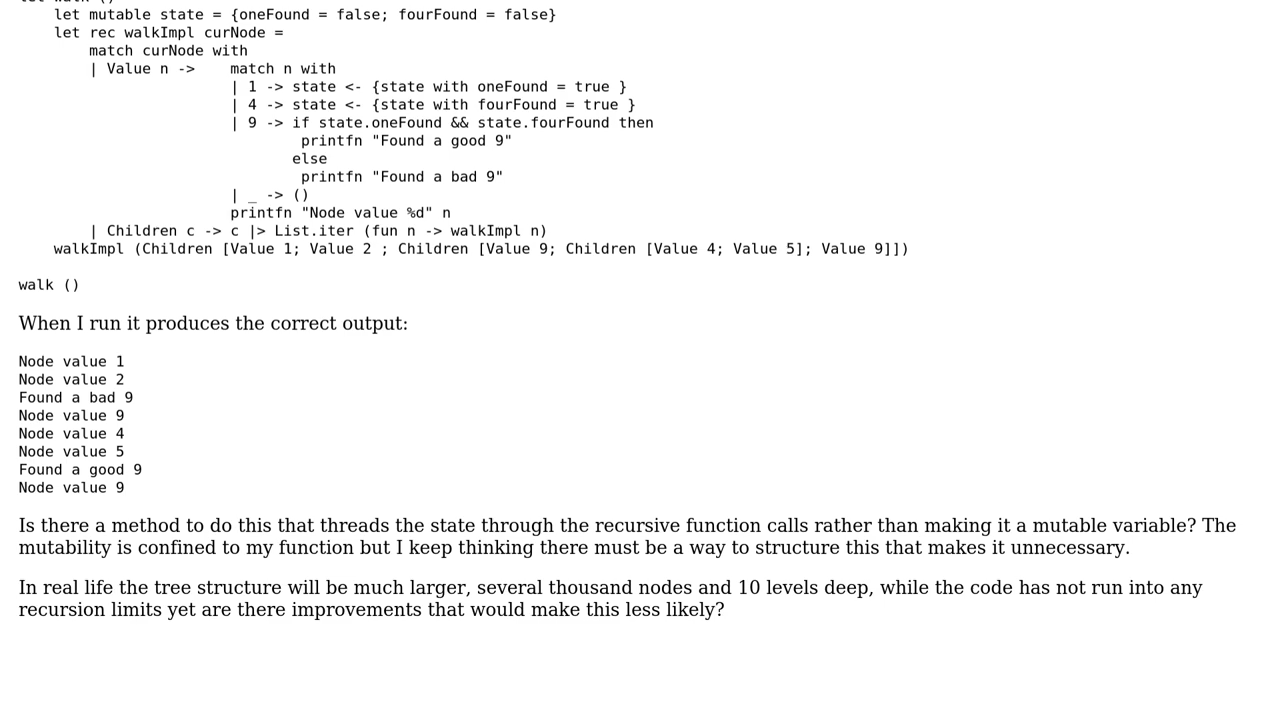 let mutable state = {oneFound = false; fourFound = false}
let rec walkImpl curNode =
match curNode with
| Value n ->    match n with
| 1 -> state <- {state with oneFound = true }
| 4 -> state <- {state with fourFound = true }
| 9 -> if state.oneFound && state.fourFound then
printfn "Found a good 9"
else
printfn "Found a bad 9"
| _ -> ()
printfn "Node value %d" n
| Children c -> c |> List.iter (fun n -> walkImpl n)
walkImpl (Children [Value 1; Value 2 ; Children [Value 9; Children [Value 4; Value 5]; Value 9]])
walk ()
When I run it produces the correct output:
Node value 1
Node value 2
Found a bad 9
Node value 9
Node value 4
Node value 5
Found a good 9
Node value 9
Is there a method to do this that threads the state through the recursive function calls rather than making it a mutable variable? The
mutability is confined to my function but I keep thinking there must be a way to structure this that makes it unnecessary.
In real life the tree structure will be much larger, several thousand nodes and 10 levels deep, while the code has not run into any
recursion limits yet are there improvements that would make this less likely?